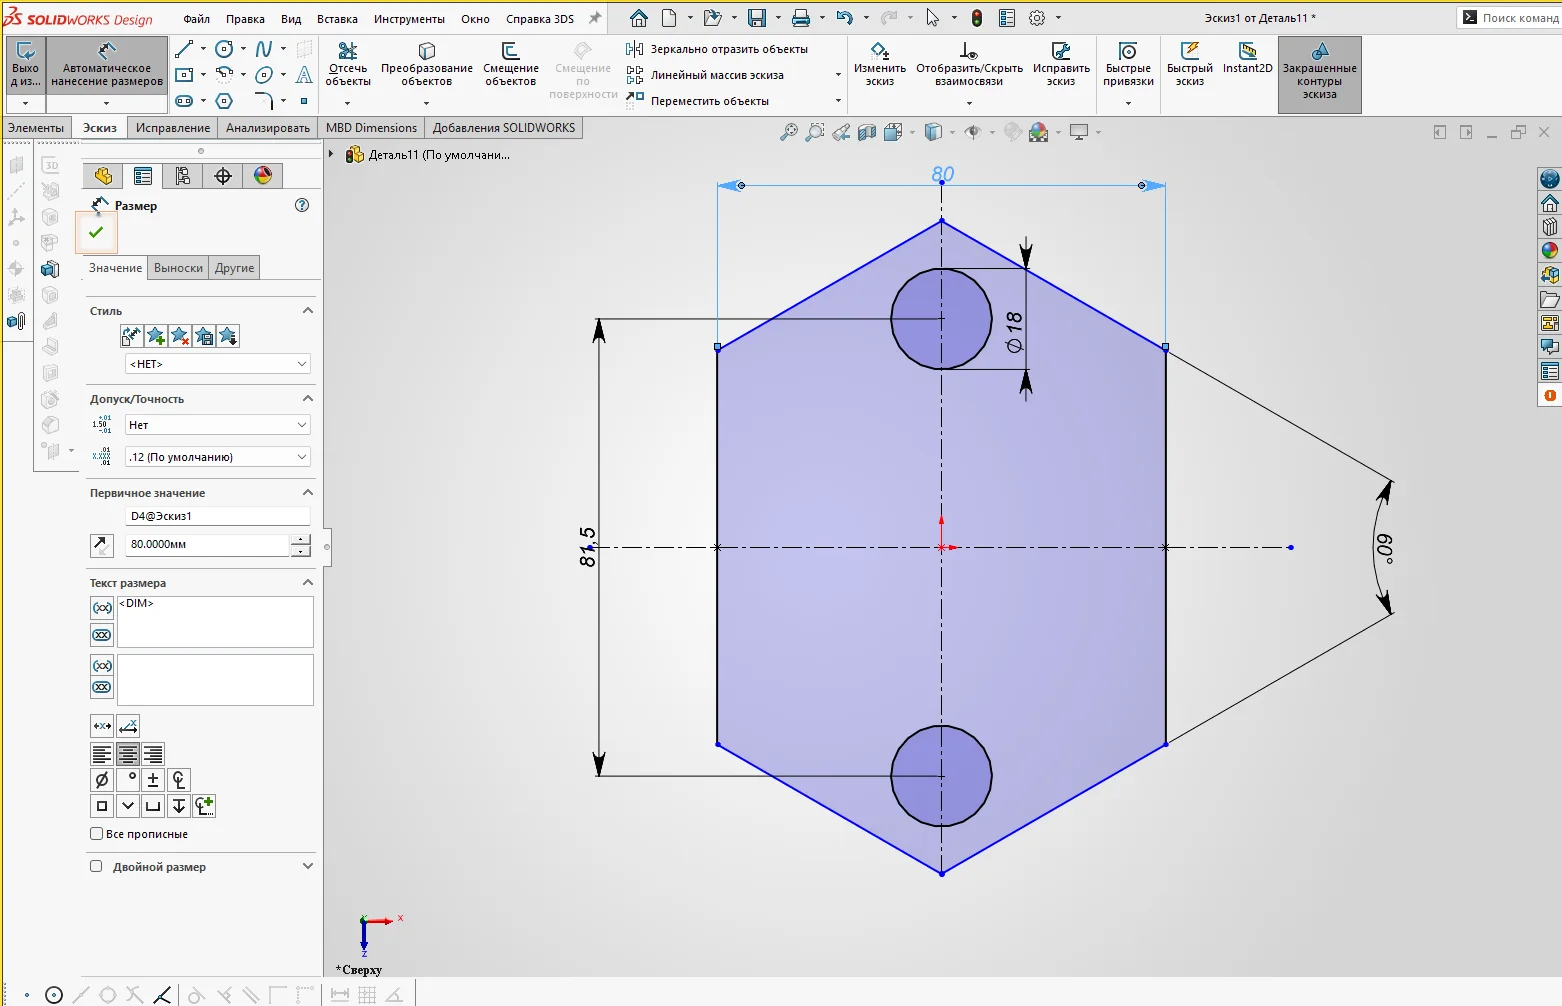 SOLIDWORKS Design
Файл Правка Вид Вставка Инструменты Окно Справка 3DS
Эскиз1 от Деталь11 *
Поиск команд
Выхо
д из...
Автоматическое
нанесение размеров
Отсечь
объекты
Преобразование
объектов
Смещение
объектов
Смещение
по
поверхности
Зеркально отразить объекты
Линейный массив эскиза
Переместить объекты
Изменить
эскиз
Отобразить/Скрыть
взаимосвязи
Исправить
эскиз
Быстрые
привязки
Быстрый
эскиз
Instant2D
Закрашенные
контуры
эскиза
Элементы Эскиз Исправление Анализировать MBD Dimensions Добавления SOLIDWORKS
Деталь11 (По умолчани...
Размер
Значение Выноски Другие
Стиль
<НЕТ>
Допуск/Точность
Нет
.12 (По умолчанию)
Первичное значение
D4@Эскиз1
80.0000мм
Текст размера
<DIM>
Все прописные
Двойной размер
80
∅18
81,5
60°
X
Z
*Сверху